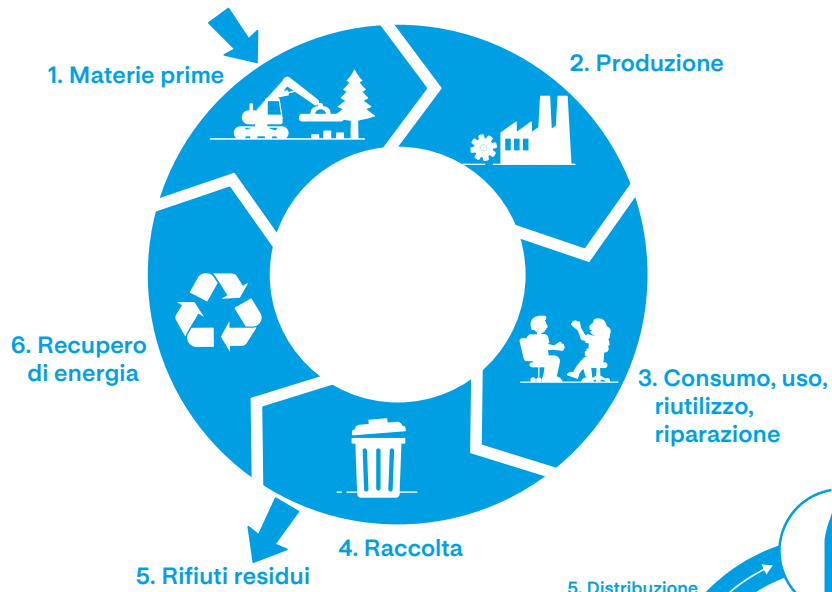 1. Materie prime
2. Produzione
3. Consumo, uso,
riutilizzo,
riparazione
4. Raccolta
5. Rifiuti residui
6. Recupero
di energia
5. Distribuzione